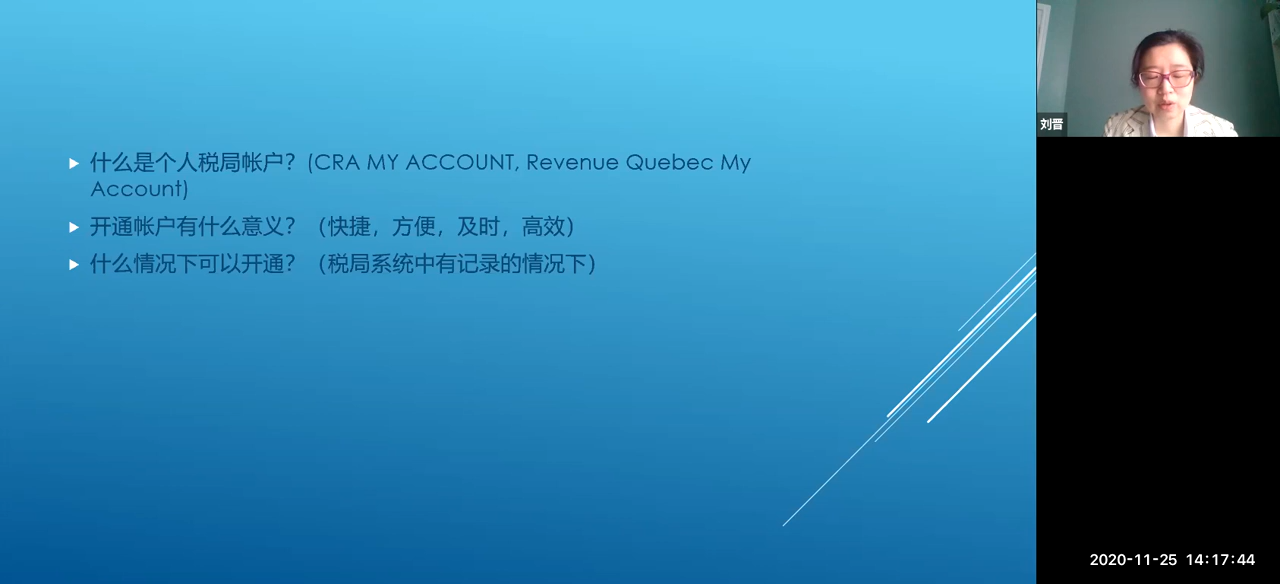 什么是个人税局帐户？(CRA MY ACCOUNT, Revenue Quebec My
Account)
开通帐户有什么意义？（快捷，方便，及时，高效）
什么情况下可以开通？（税局系统中有记录的情况下）
刘晋
2020-11-25 14:17:44